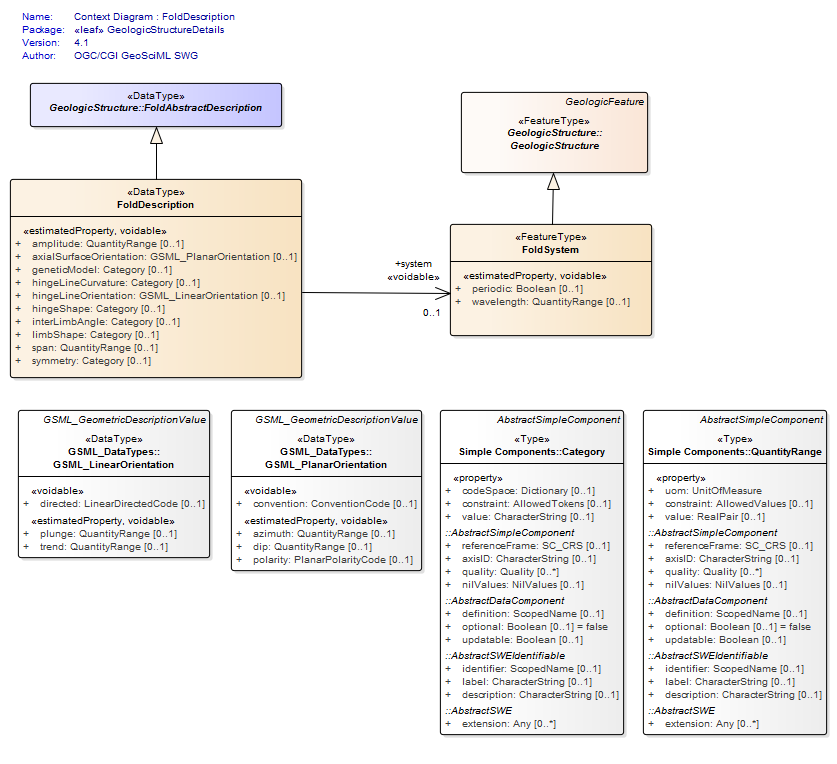 Name: Context Diagram : FoldDescription
Package: «leaf» GeologicStructureDetails
Version: 4.1
Author: OGC/CGI GeoSciML SWG
«DataType»
GeologicStructure::FoldAbstractDescription
GeologicFeature
«FeatureType»
GeologicStructure::
GeologicStructure
«DataType»
FoldDescription
«estimatedProperty, voidable»
+ amplitude: QuantityRange [0..1]
+ axialSurfaceOrientation: GSML_PlanarOrientation [0..1]
+ geneticModel: Category [0..1]
+ hingeLineCurvature: Category [0..1]
+ hingeLineOrientation: GSML_LinearOrientation [0..1]
+ hingeShape: Category [0..1]
+ interLimbAngle: Category [0..1]
+ limbShape: Category [0..1]
+ span: QuantityRange [0..1]
+ symmetry: Category [0..1]
+system
«voidable»
0..1
«FeatureType»
FoldSystem
«estimatedProperty, voidable»
+ periodic: Boolean [0..1]
+ wavelength: QuantityRange [0..1]
GSML_GeometricDescriptionValue
«DataType»
GSML_DataTypes::
GSML_LinearOrientation
«voidable»
+ directed: LinearDirectedCode [0..1]
«estimatedProperty, voidable»
+ plunge: QuantityRange [0..1]
+ trend: QuantityRange [0..1]
GSML_GeometricDescriptionValue
«DataType»
GSML_DataTypes::
GSML_PlanarOrientation
«voidable»
+ convention: ConventionCode [0..1]
«estimatedProperty, voidable»
+ azimuth: QuantityRange [0..1]
+ dip: QuantityRange [0..1]
+ polarity: PlanarPolarityCode [0..1]
AbstractSimpleComponent
«Type»
Simple Components::Category
«property»
+ codeSpace: Dictionary [0..1]
+ constraint: AllowedTokens [0..1]
+ value: CharacterString [0..1]
::AbstractSimpleComponent
+ referenceFrame: SC_CRS [0..1]
+ axisID: CharacterString [0..1]
+ quality: Quality [0..*]
+ nilValues: NilValues [0..1]
::AbstractDataComponent
+ definition: ScopedName [0..1]
+ optional: Boolean [0..1] = false
+ updatable: Boolean [0..1]
::AbstractSWEIdentifiable
+ identifier: ScopedName [0..1]
+ label: CharacterString [0..1]
+ description: CharacterString [0..1]
::AbstractSWE
+ extension: Any [0..*]
AbstractSimpleComponent
«Type»
Simple Components::QuantityRange
«property»
+ uom: UnitOfMeasure
+ constraint: AllowedValues [0..1]
+ value: RealPair [0..1]
::AbstractSimpleComponent
+ referenceFrame: SC_CRS [0..1]
+ axisID: CharacterString [0..1]
+ quality: Quality [0..*]
+ nilValues: NilValues [0..1]
::AbstractDataComponent
+ definition: ScopedName [0..1]
+ optional: Boolean [0..1] = false
+ updatable: Boolean [0..1]
::AbstractSWEIdentifiable
+ identifier: ScopedName [0..1]
+ label: CharacterString [0..1]
+ description: CharacterString [0..1]
::AbstractSWE
+ extension: Any [0..*]